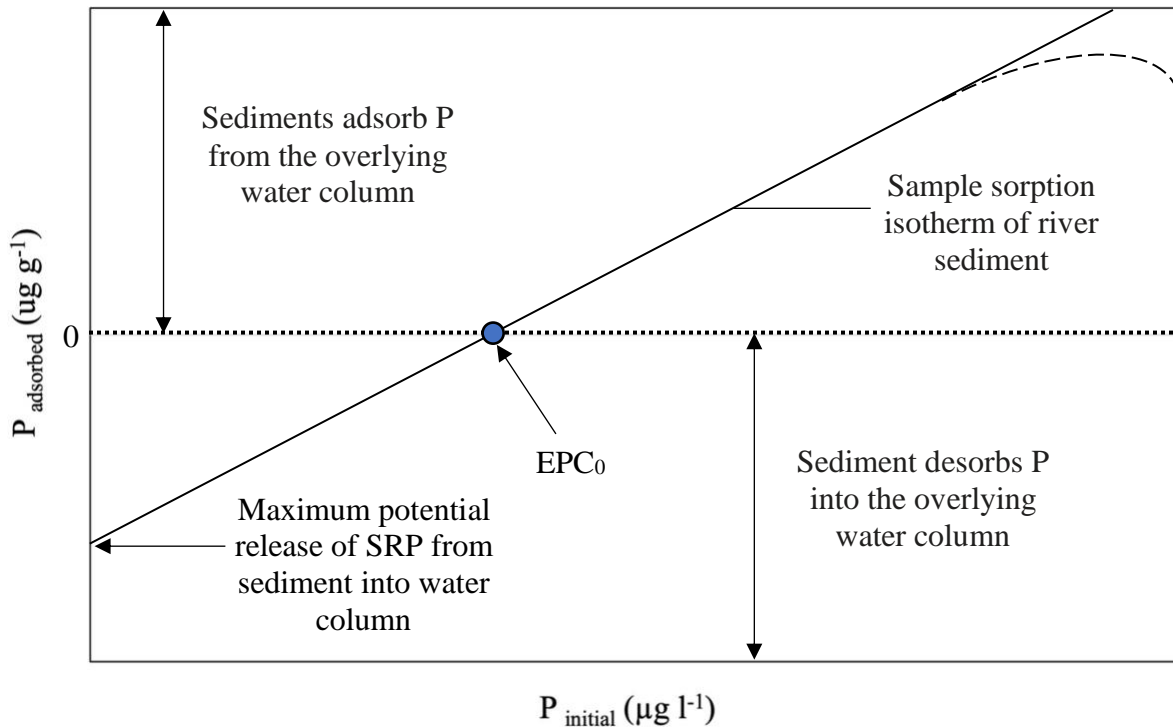 Sediments adsorb P
from the overlying
water column
Sample sorption
isotherm of river
sediment
P adsorbed (ug g-1)
0
EPC0
Sediment desorbs P
into the overlying
water column
Maximum potential
release of SRP from
sediment into water
column
P initial (µg l-1)